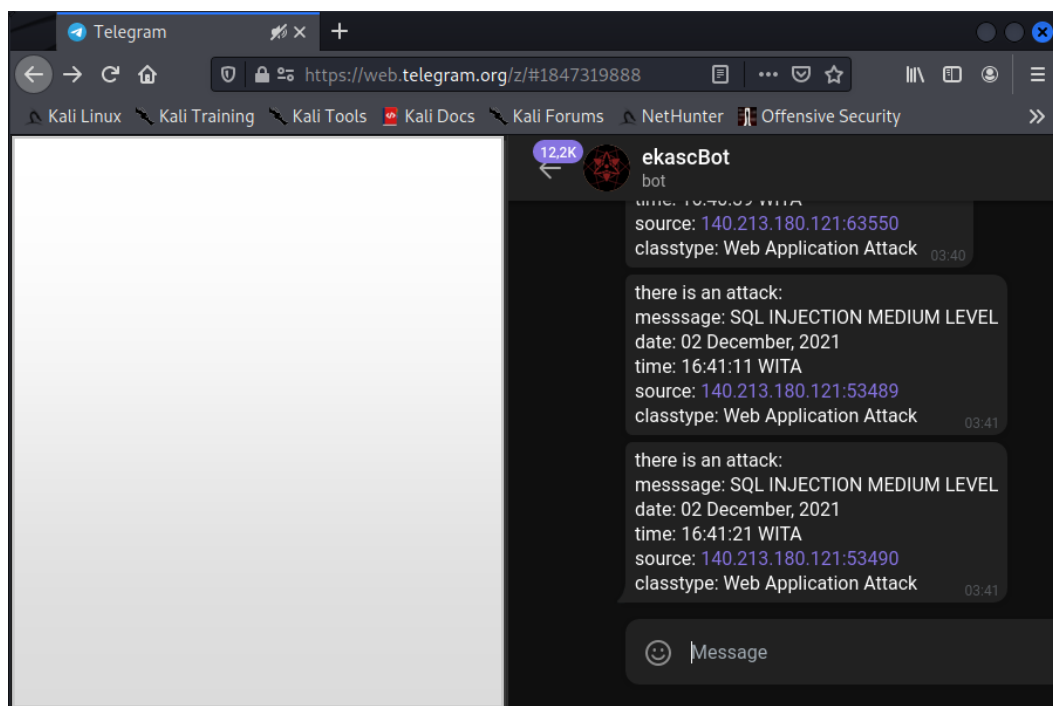 Telegram
https://web.telegram.org/z/#1847319888
Kali Linux Kali Training Kali Tools Kali Docs Kali Forums NetHunter Offensive Security
12,2K
ekascBot
bot
source: 140.213.180.121:63550
classtype: Web Application Attack 03:40
there is an attack:
messsage: SQL INJECTION MEDIUM LEVEL
date: 02 December, 2021
time: 16:41:11 WITA
source: 140.213.180.121:53489
classtype: Web Application Attack 03:41
there is an attack:
messsage: SQL INJECTION MEDIUM LEVEL
date: 02 December, 2021
time: 16:41:21 WITA
source: 140.213.180.121:53490
classtype: Web Application Attack 03:41
Message